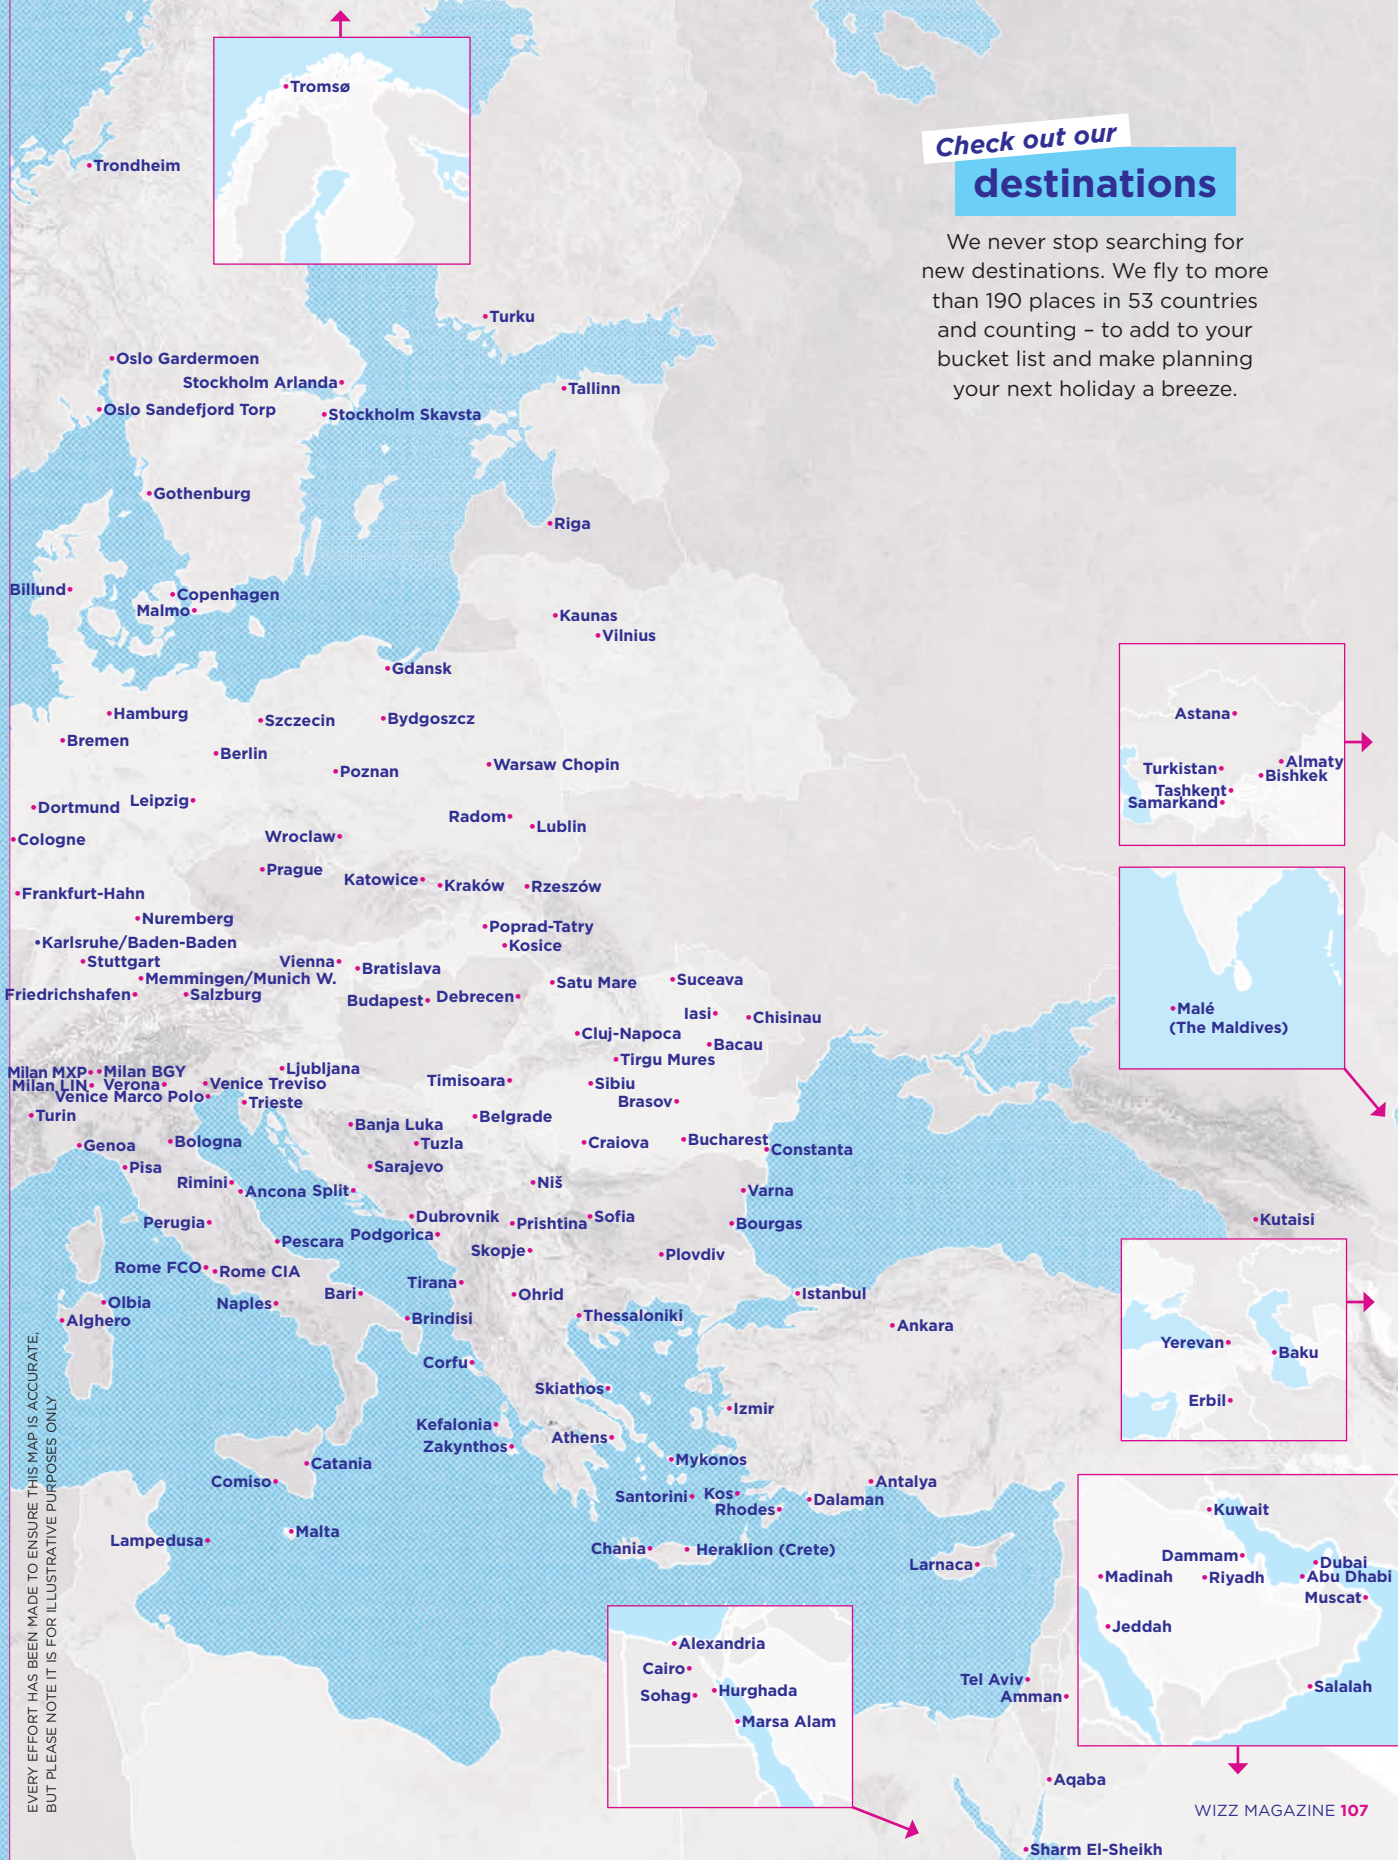 Check out our
destinations
We never stop searching for
new destinations. We fly to more
than 190 places in 53 countries
and counting – to add to your
bucket list and make planning
your next holiday a breeze.
Tromsø
Trondheim
Turku
Oslo Gardermoen
Stockholm Arlanda
Tallinn
Oslo Sandefjord Torp
Stockholm Skavsta
Gothenburg
Riga
Billund
Copenhagen
Malmo
Kaunas
Vilnius
Gdansk
Hamburg
Szczecin
Bydgoszcz
Bremen
Berlin
Poznan
Warsaw Chopin
Dortmund
Leipzig
Radom
Lublin
Cologne
Wroclaw
Prague
Katowice
Kraków
Rzeszów
Frankfurt-Hahn
Nuremberg
Poprad-Tatry
Karlsruhe/Baden-Baden
Kosice
Stuttgart
Vienna
Bratislava
Memmingen/Munich W.
Satu Mare
Suceava
Friedrichshafen
Salzburg
Budapest
Debrecen
Iasi
Chisinau
Cluj-Napoca
Bacau
Tirgu Mures
Milan MXP
Milan BGY
Ljubljana
Milan LIN
Verona
Venice Treviso
Timisoara
Sibiu
Venice Marco Polo
Trieste
Brasov
Turin
Banja Luka
Belgrade
Genoa
Bologna
Tuzla
Craiova
Bucharest
Constanta
Pisa
Sarajevo
Rimini
Ancona
Split
Niš
Varna
Perugia
Dubrovnik
Prishtina
Sofia
Bourgas
Pescara
Podgorica
Skopje
Plovdiv
Kutaisi
Rome FCO
Rome CIA
Tirana
Olbia
Naples
Bari
Ohrid
Istanbul
Alghero
Brindisi
Thessaloniki
Ankara
Corfu
Skiathos
Izmir
Kefalonia
Zakynthos
Athens
Mykonos
Catania
Comiso
Antalya
Santorini
Kos
Rhodes
Dalaman
Lampedusa
Malta
Chania
Heraklion (Crete)
Larnaca
Tel Aviv
Amman
Aqaba
Sharm El-Sheikh
Astana
Almaty
Turkistan
Bishkek
Tashkent
Samarkand
Malé
(The Maldives)
Yerevan
Baku
Erbil
Kuwait
Dammam
Dubai
Madinah
Riyadh
Abu Dhabi
Muscat
Jeddah
Salalah
Alexandria
Cairo
Sohag
Hurghada
Marsa Alam
EVERY EFFORT HAS BEEN MADE TO ENSURE THIS MAP IS ACCURATE,
BUT PLEASE NOTE IT IS FOR ILLUSTRATIVE PURPOSES ONLY
WIZZ MAGAZINE 107